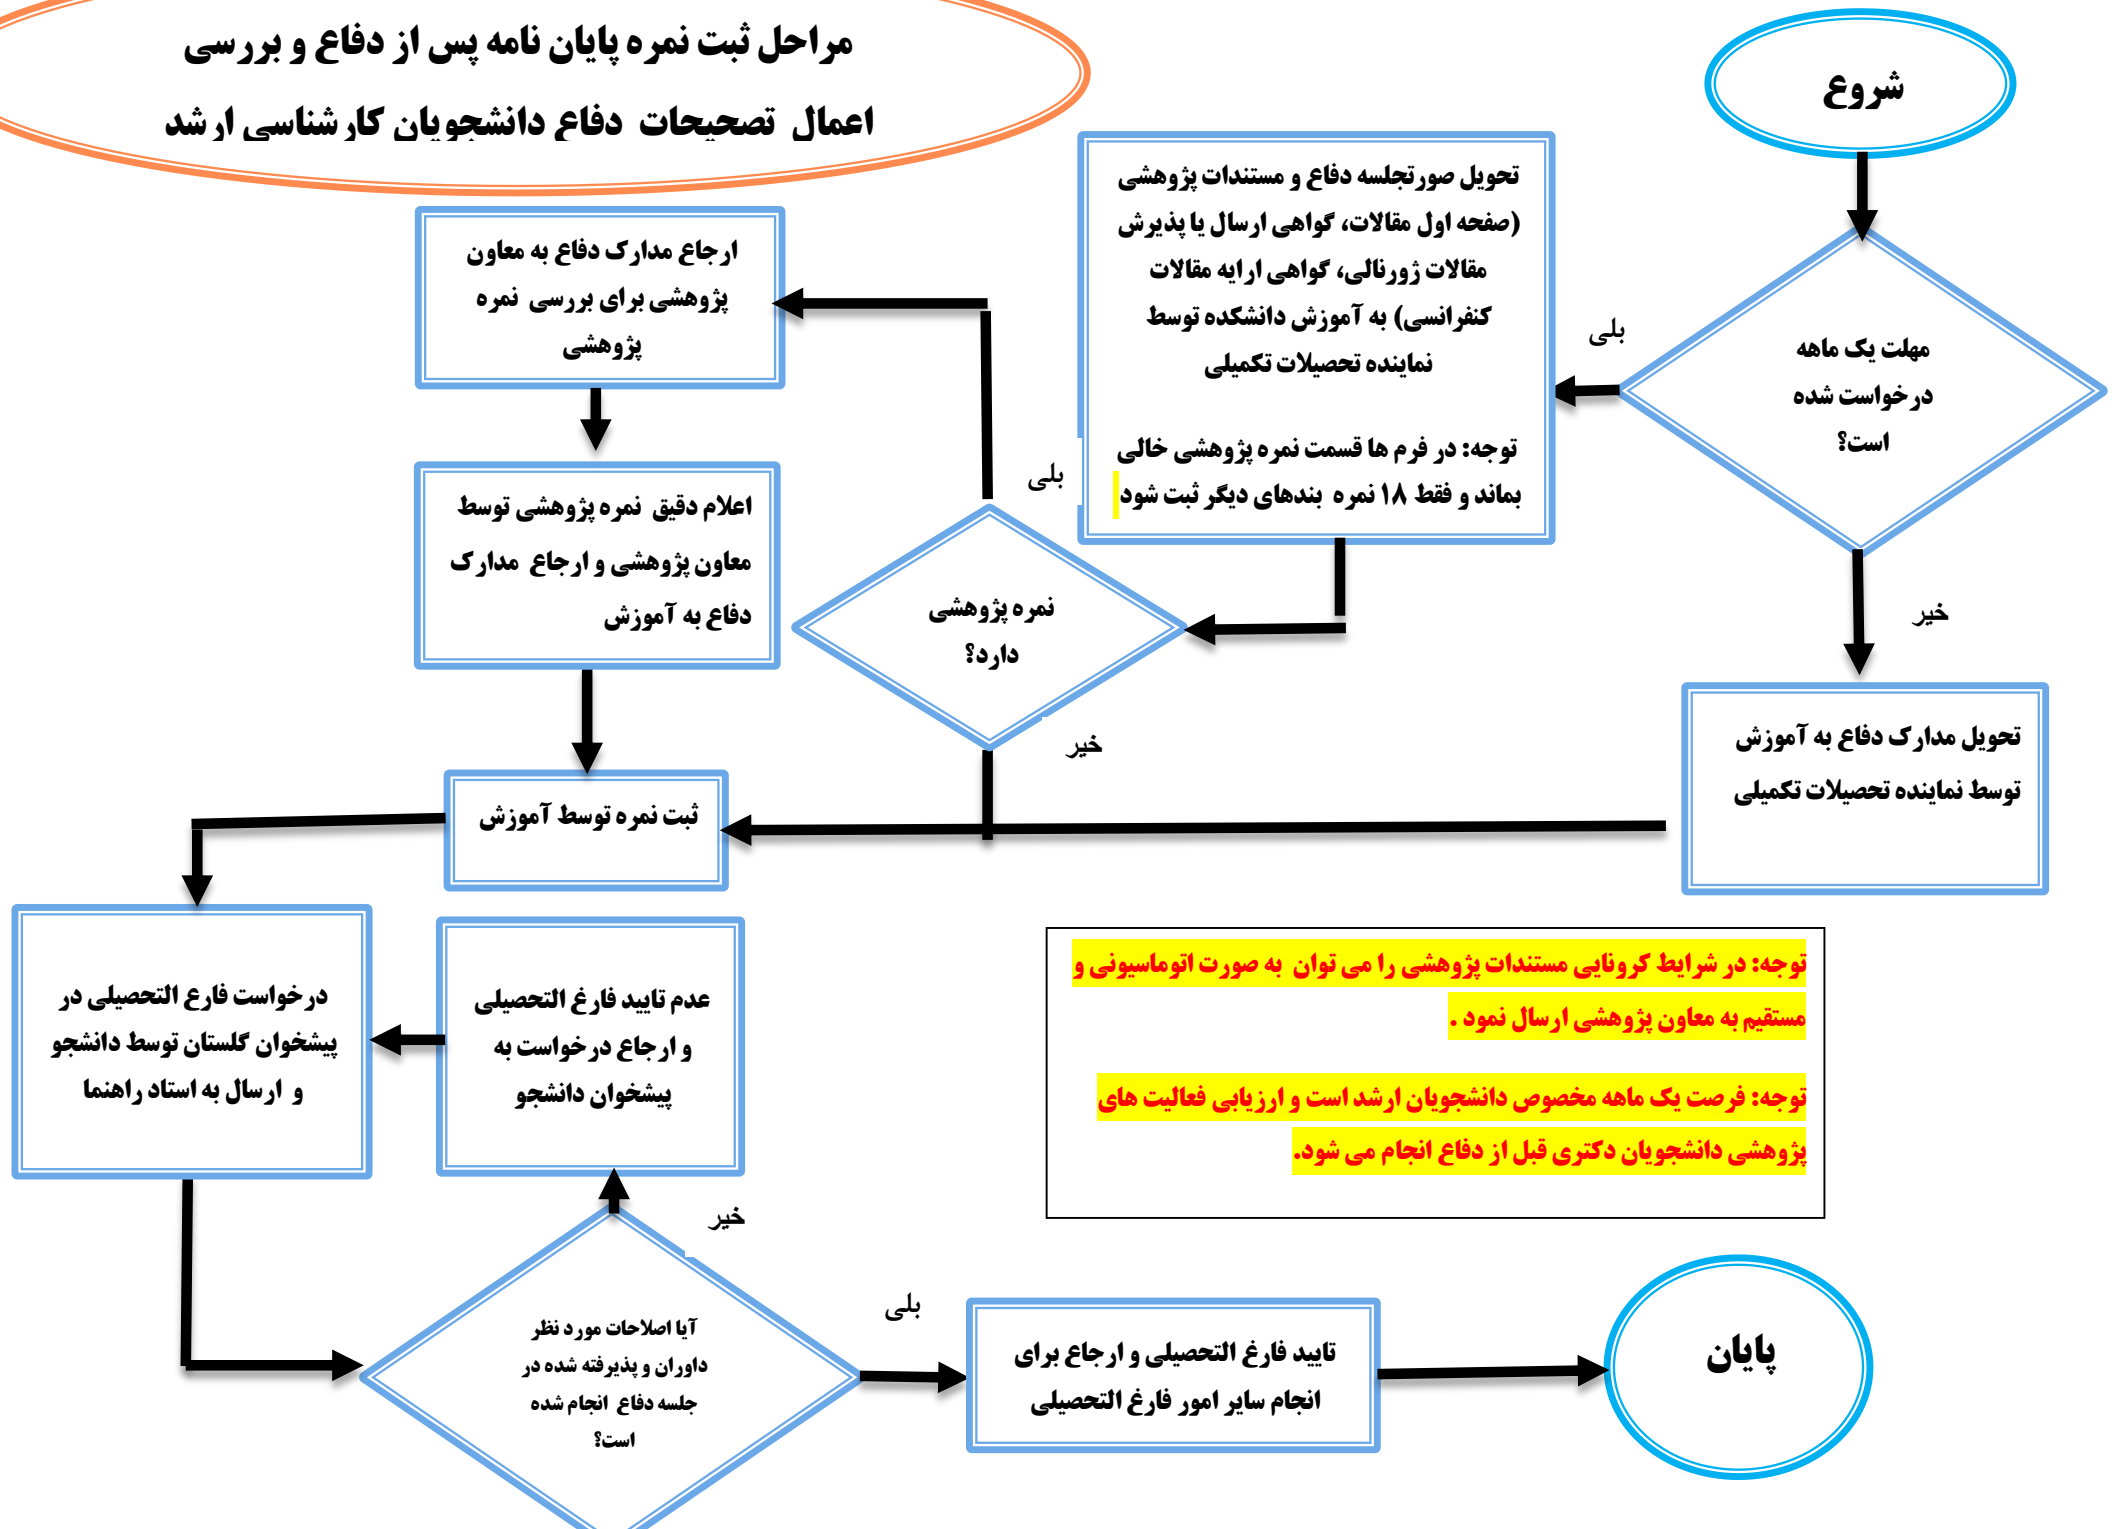 مراحل ثبت نمره پایان نامه پس از دفاع و بررسی
اعمال تصحیحات دفاع دانشجویان کارشناسی ارشد
شروع
مهلت یک ماهه
درخواست شده
است؟
بلی
خیر
تحویل صورتجلسه دفاع و مستندات پژوهشی
(صفحه اول مقالات، گواهی ارسال یا پذیرش
مقالات ژورنالی، گواهی ارایه مقالات
کنفرانسی) به آموزش دانشکده توسط
نماینده تحصیلات تکمیلی
توجه: در فرم ها قسمت نمره پژوهشی خالی
بماند و فقط ۱۸ نمره بندهای دیگر ثبت شود
تحویل مدارک دفاع به آموزش
توسط نماینده تحصیلات تکمیلی
نمره پژوهشی
دارد؟
بلی
خیر
ارجاع مدارک دفاع به معاون
پژوهشی برای بررسی نمره
پژوهشی
اعلام دقیق نمره پژوهشی توسط
معاون پژوهشی و ارجاع مدارک
دفاع به آموزش
ثبت نمره توسط آموزش
درخواست فارع التحصیلی در
پیشخوان گلستان توسط دانشجو
و ارسال به استاد راهنما
عدم تایید فارغ التحصیلی
و ارجاع درخواست به
پیشخوان دانشجو
خیر
آیا اصلاحات مورد نظر
داوران و پذیرفته شده در
جلسه دفاع انجام شده
است؟
بلی
تایید فارغ التحصیلی و ارجاع برای
انجام سایر امور فارغ التحصیلی
پایان
توجه: در شرایط کرونایی مستندات پژوهشی را می توان به صورت اتوماسیونی و
مستقیم به معاون پژوهشی ارسال نمود .
توجه: فرصت یک ماهه مخصوص دانشجویان ارشد است و ارزیابی فعالیت های
پژوهشی دانشجویان دکتری قبل از دفاع انجام می شود.